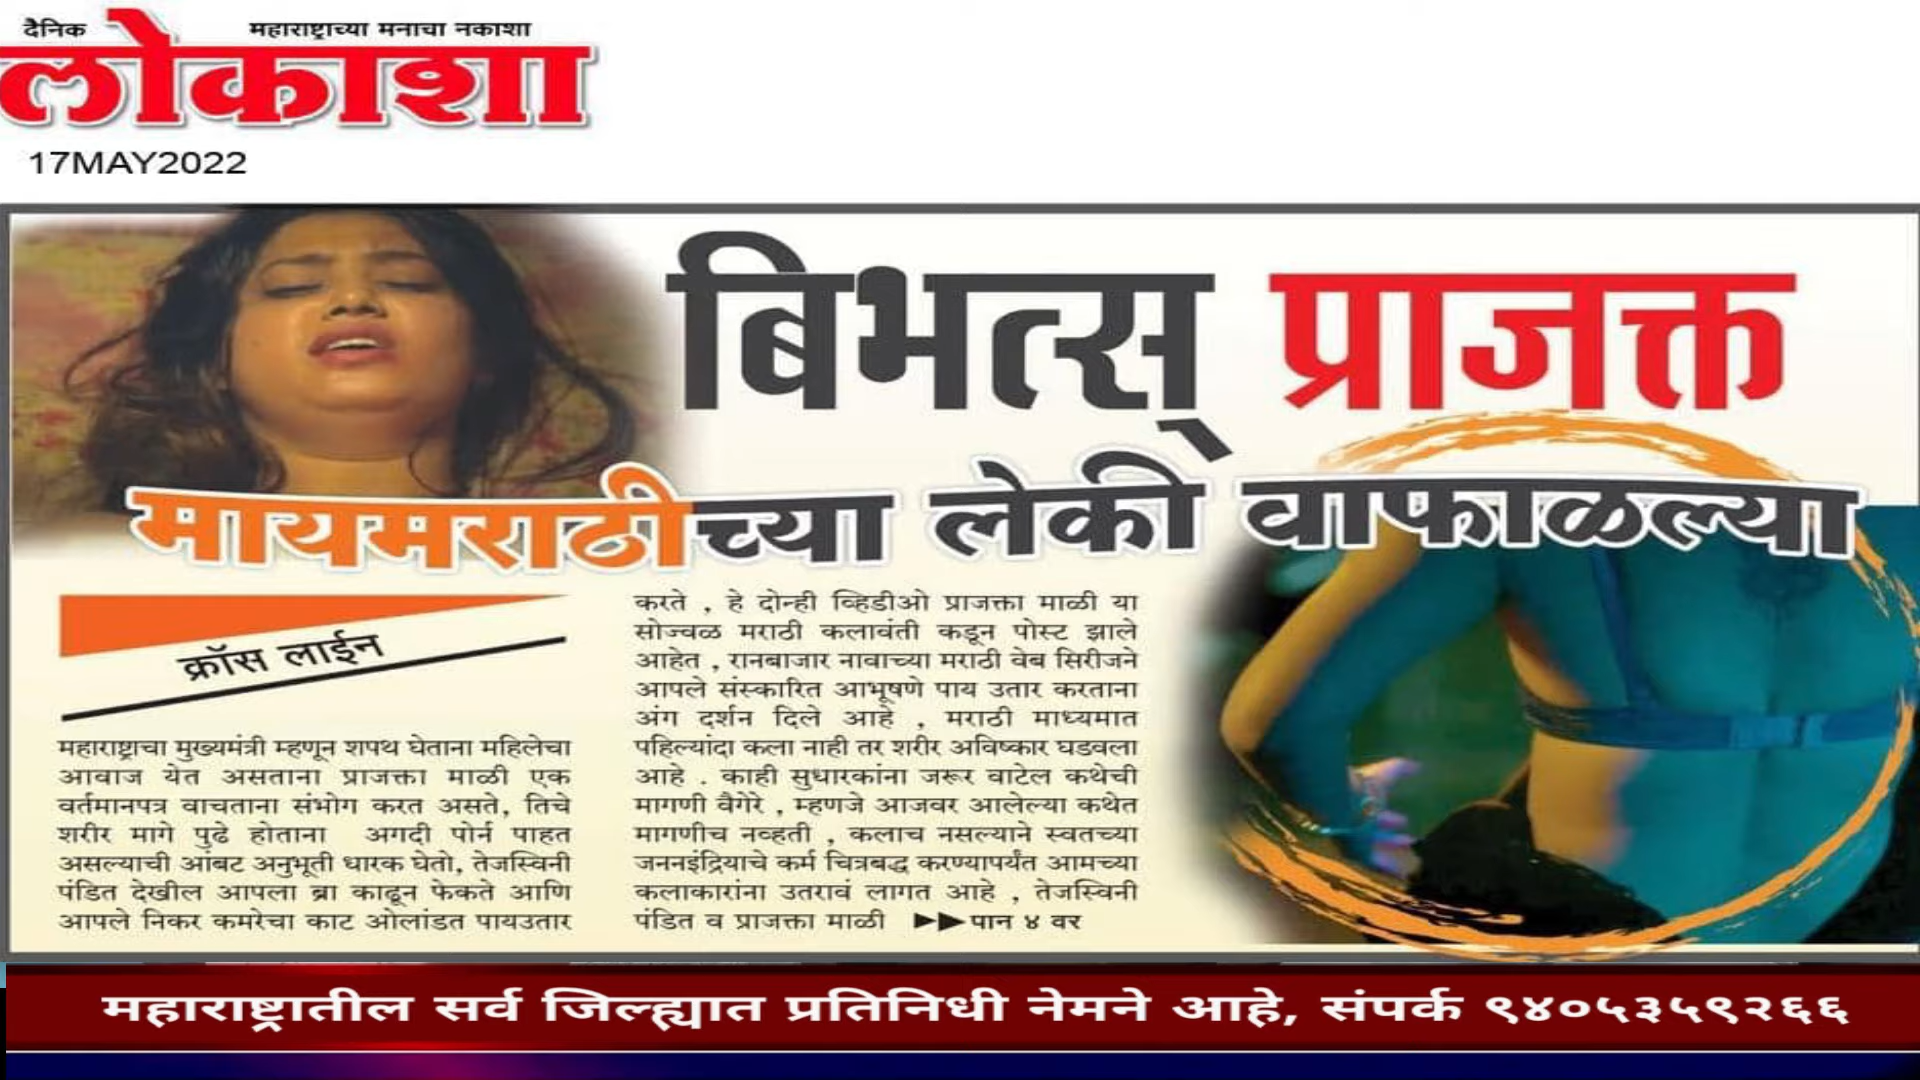 दैनिक
महाराष्ट्राच्या मनाचा नकाशा
लोकाशा
17MAY2022
बिभत्स् प्राजक्त
मायमराठीच्या लेकी वाफाळल्या
क्रॉस लाईन
महाराष्ट्राचा मुख्यमंत्री म्हणून शपथ घेताना महिलेचा
आवाज येत असताना प्राजक्ता माळी एक
वर्तमानपत्र वाचताना संभोग करत असते, तिचे
शरीर मागे पुढे होताना अगदी पोर्न पाहत
असल्याची आंबट अनुभूती धारक घेतो, तेजस्विनी
पंडित देखील आपला ब्रा काढून फेकते आणि
आपले निकर कमरेचा काट ओलांडत पायउतार
करते , हे दोन्ही व्हिडीओ प्राजक्ता माळी या
सोज्वळ मराठी कलावंती कडून पोस्ट झाले
आहेत , रानबाजार नावाच्या मराठी वेब सिरीजने
आपले संस्कारित आभूषणे पाय उतार करताना
अंग दर्शन दिले आहे , मराठी माध्यमात
पहिल्यांदा कला नाही तर शरीर अविष्कार घडवला
आहे . काही सुधारकांना जरूर वाटेल कथेची
मागणी वैगेरे , म्हणजे आजवर आलेल्या कथेत
मागणीच नव्हती , कलाच नसल्याने स्वतच्या
जननइंद्रियाचे कर्म चित्रबद्ध करण्यापर्यंत आमच्या
कलाकारांना उतरावं लागत आहे , तेजस्विनी
पंडित व प्राजक्ता माळी ▶▶पान ४ वर
महाराष्ट्रातील सर्व जिल्ह्यात प्रतिनिधी नेमने आहे, संपर्क ९४०५३५९२६६